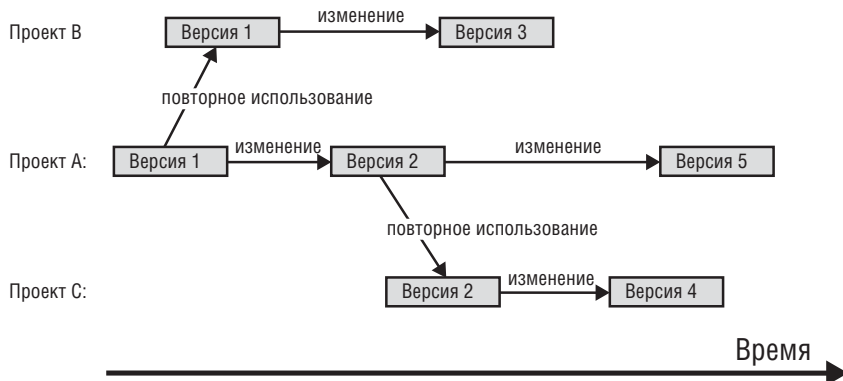 Проект B
Версия 1
изменение
Версия 3
повторное использование
Проект A:
Версия 1
изменение
Версия 2
изменение
Версия 5
повторное использование
Проект C:
Версия 2
изменение
Версия 4
Время